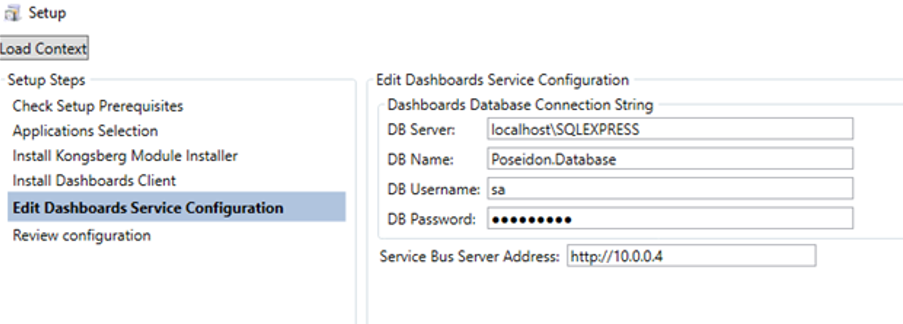 Setup
Load Context
Setup Steps
Check Setup Prerequisites
Applications Selection
Install Kongsberg Module Installer
Install Dashboards Client
Edit Dashboards Service Configuration
Review configuration
Edit Dashboards Service Configuration
Dashboards Database Connection String
DB Server: localhost\SQLEXPRESS
DB Name: Poseidon.Database
DB Username: sa
DB Password: ●●●●●●●●●
Service Bus Server Address: http://10.0.0.4